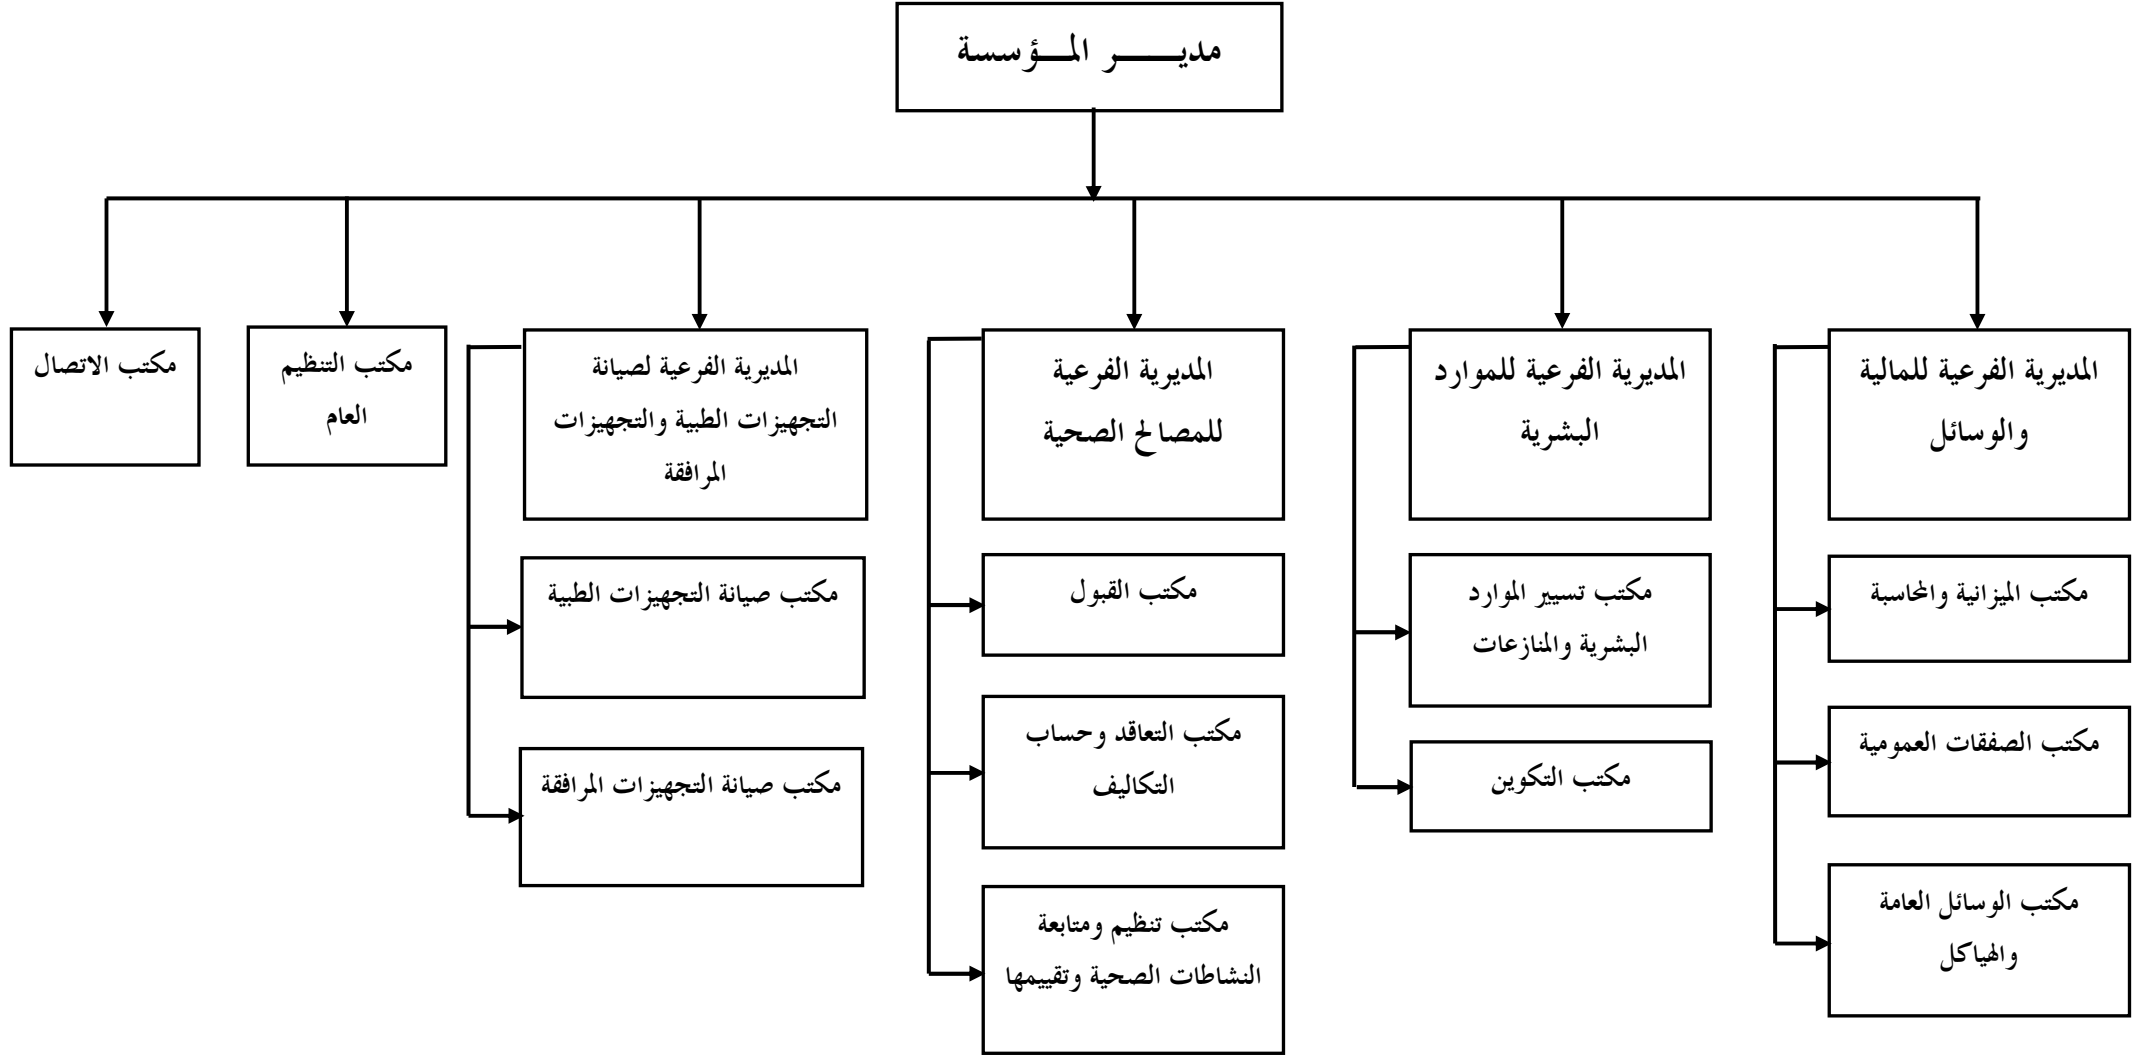 مديـــــــر المـــؤسسة
المديرية الفرعية للمالية
والوسائل
المديرية الفرعية للموارد
البشرية
المديرية الفرعية
للمصالح الصحية
المديرية الفرعية لصيانة
التجهيزات الطبية والتجهيزات
المرافقة
مكتب التنظيم
العام
مكتب الاتصال
مكتب الميزانية والمحاسبة
مكتب الصفقات العمومية
مكتب الوسائل العامة
والهياكل
مكتب تسيير الموارد
البشرية والمنازعات
مكتب التكوين
مكتب القبول
مكتب التعاقد وحساب
التكاليف
مكتب تنظيم ومتابعة
النشاطات الصحية وتقييمها
مكتب صيانة التجهيزات الطبية
مكتب صيانة التجهيزات المرافقة